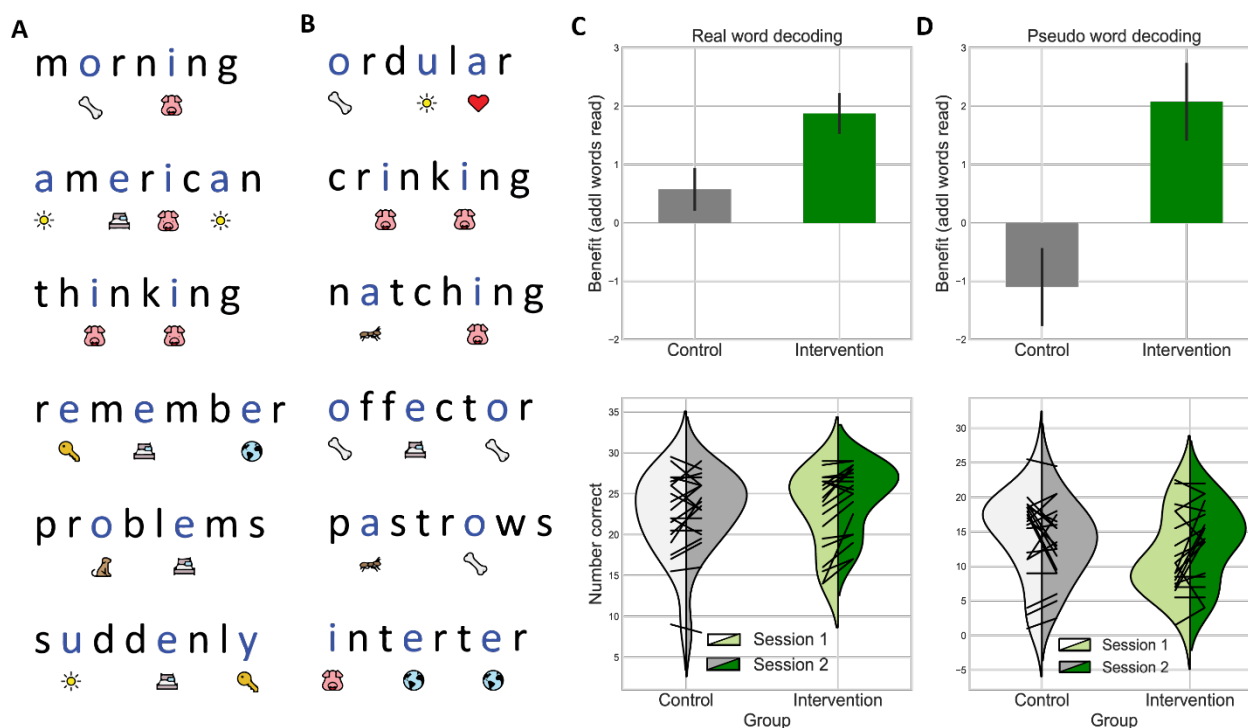 A
morning
american
thinking
remember
problems
suddenly
B
ordular
crinking
natching
offector
pastrows
interter
C
Real word decoding
Benefit (addl words read)
3
2
1
0
−1
−2
Control
Intervention
Number correct
35
30
25
20
15
10
5
Session 1
Session 2
Control
Intervention
Group
D
Pseudo word decoding
Benefit (addl words read)
3
2
1
0
−1
−2
Control
Intervention
30
25
20
15
10
5
0
−5
Session 1
Session 2
Control
Intervention
Group